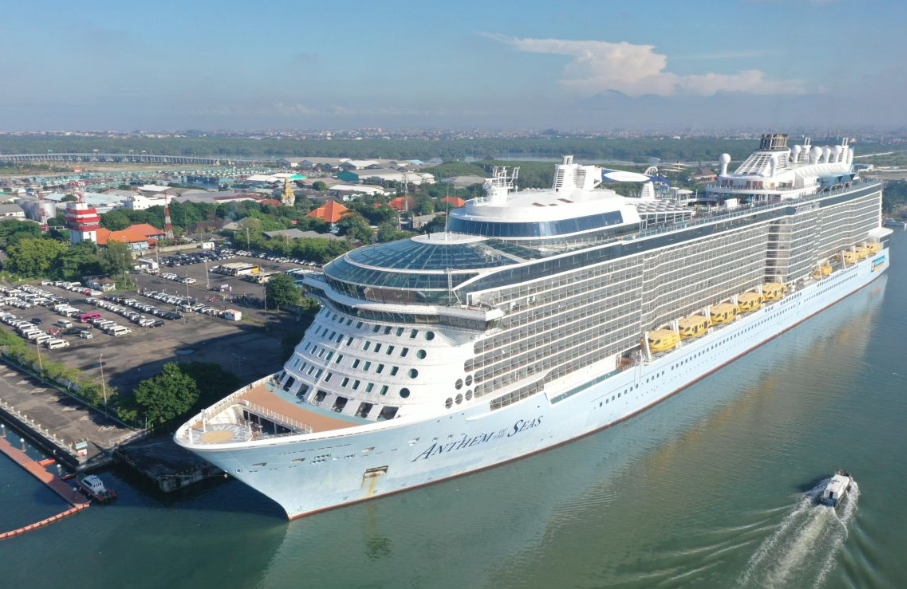 ANTHEM OF THE SEAS